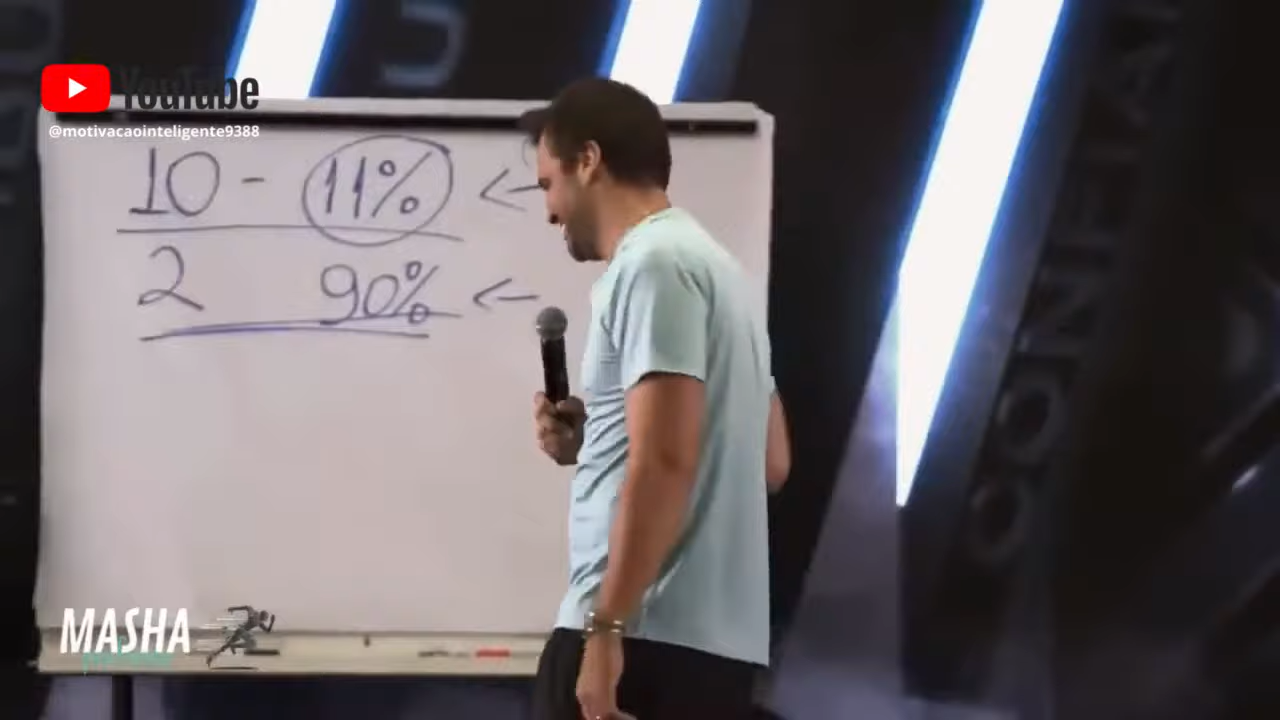 YouTube
@motivacaointeligente9388
10 - 11% ←
2 90% ←
MASHA